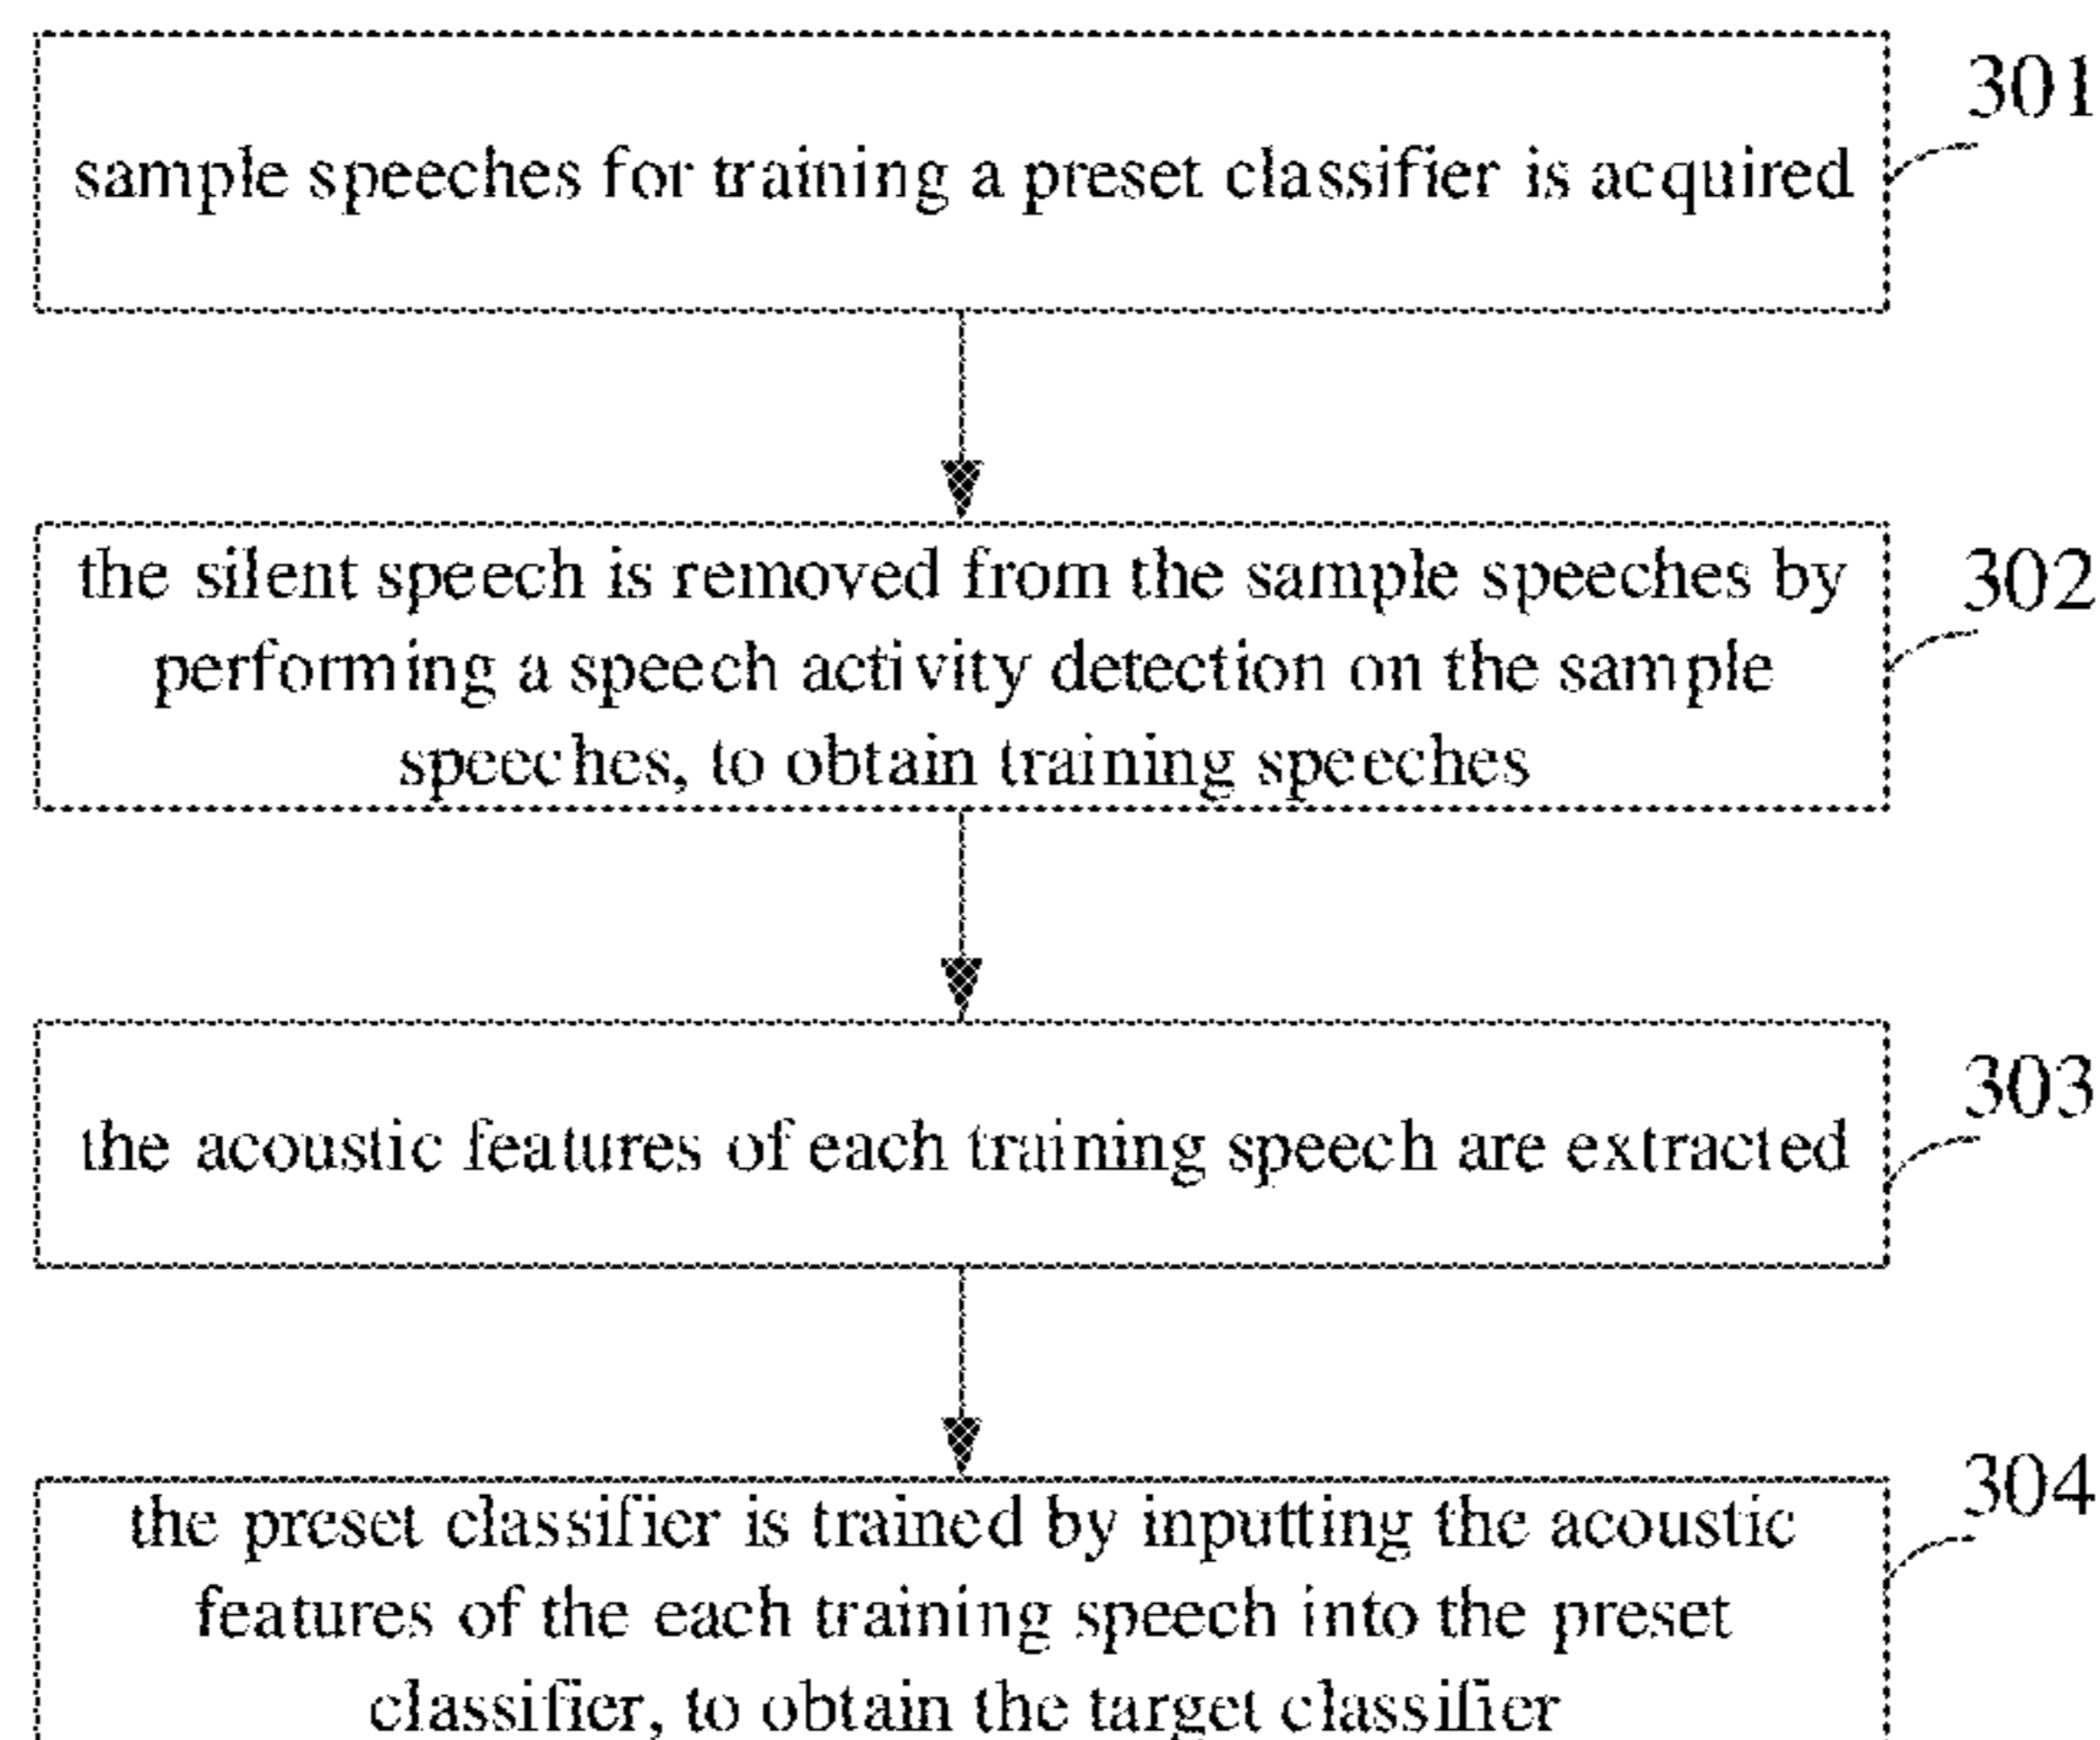 301
sample speeches for training a preset classifier is acquired
302
the silent speech is removed from the sample speeches by
performing a speech activity detection on the sample
speeches, to obtain training speeches
303
the acoustic features of each training speech are extracted
304
the preset classifier is trained by inputting the acoustic
features of the each training speech into the preset
classifier, to obtain the target classifier